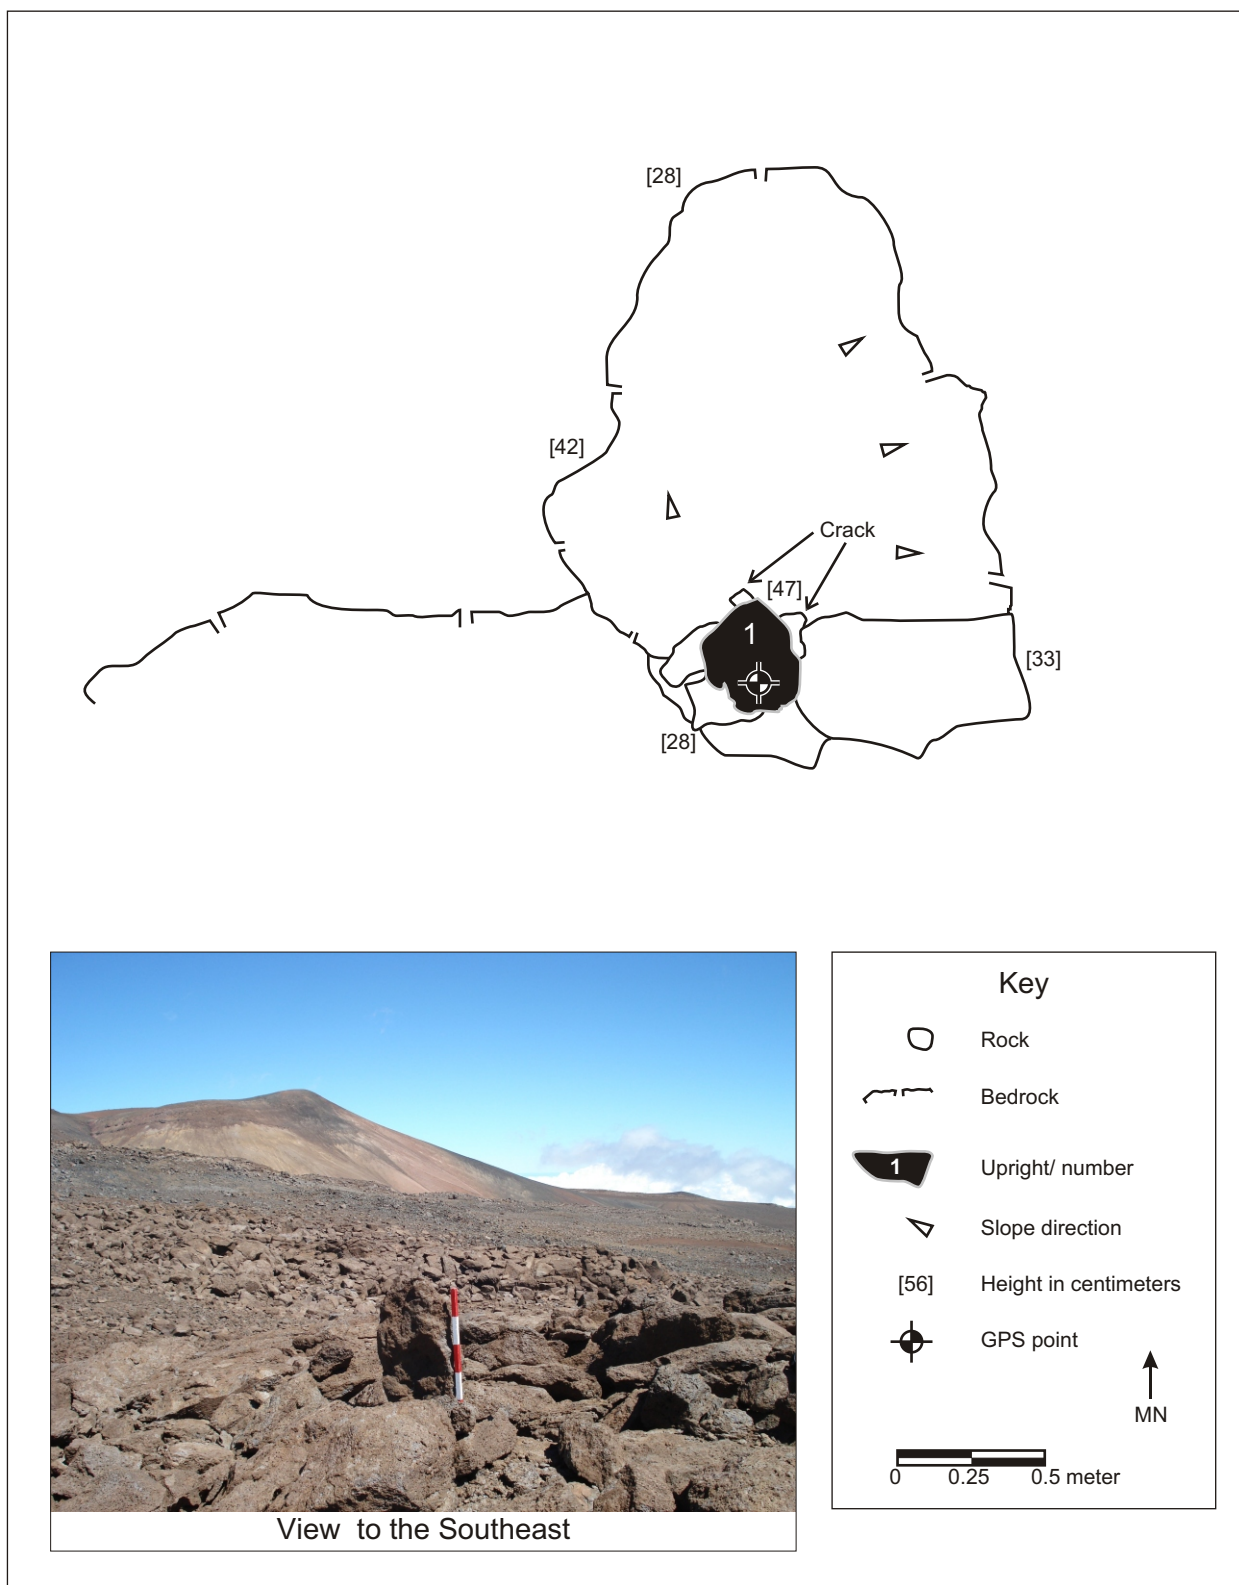 [28]
[42]
Crack
[47]
1
[33]
[28]
View to the Southeast
Key
Rock
Bedrock
1
Upright/ number
Slope direction
[56]
Height in centimeters
GPS point
MN
0
0.25
0.5 meter